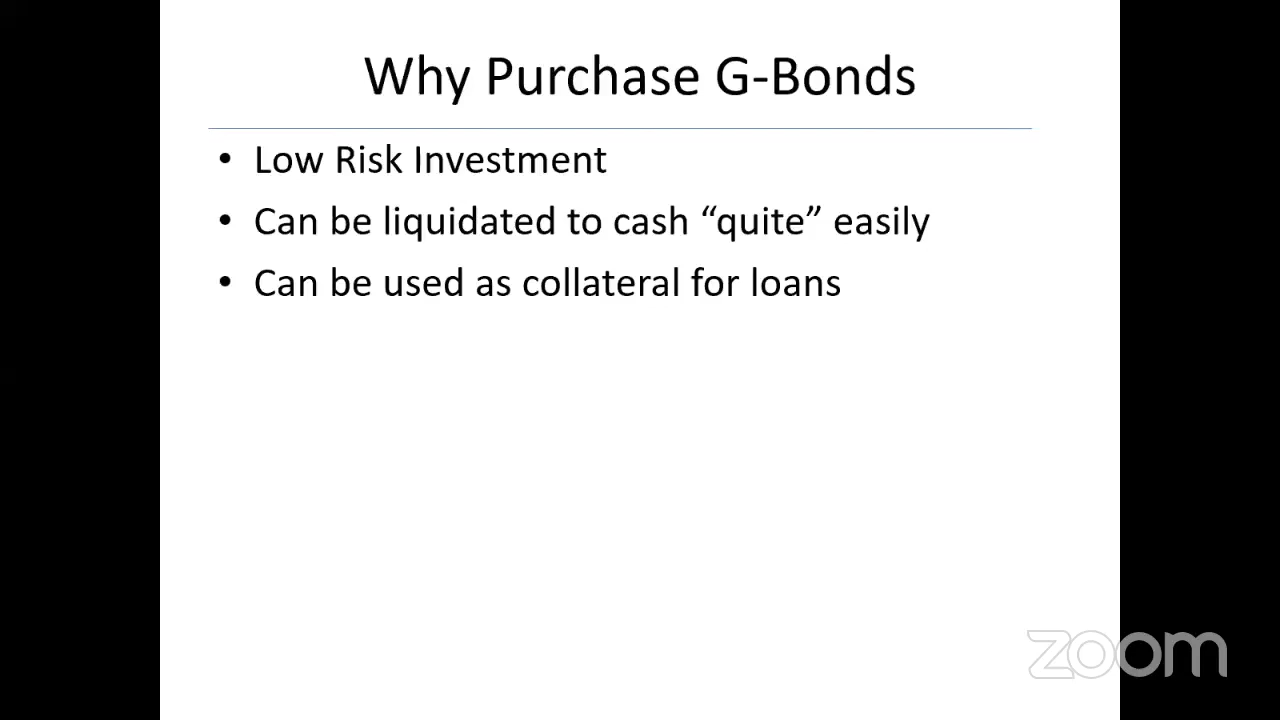 Why Purchase G-Bonds
• Low Risk Investment
• Can be liquidated to cash “quite” easily
• Can be used as collateral for loans
zoom